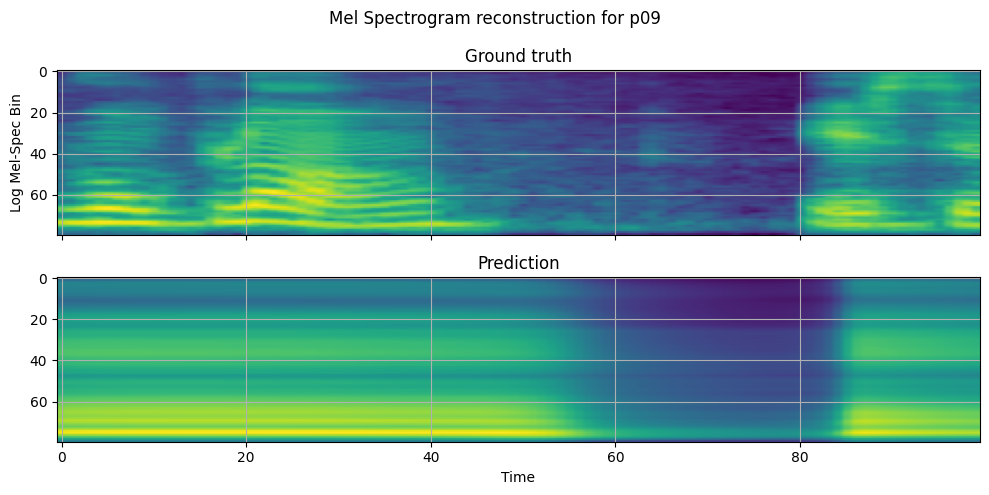 Mel Spectrogram reconstruction for p09
Ground truth
Log Mel-Spec Bin
0
20
40
60
Prediction
0
20
40
60
0 20 40 60 80
Time